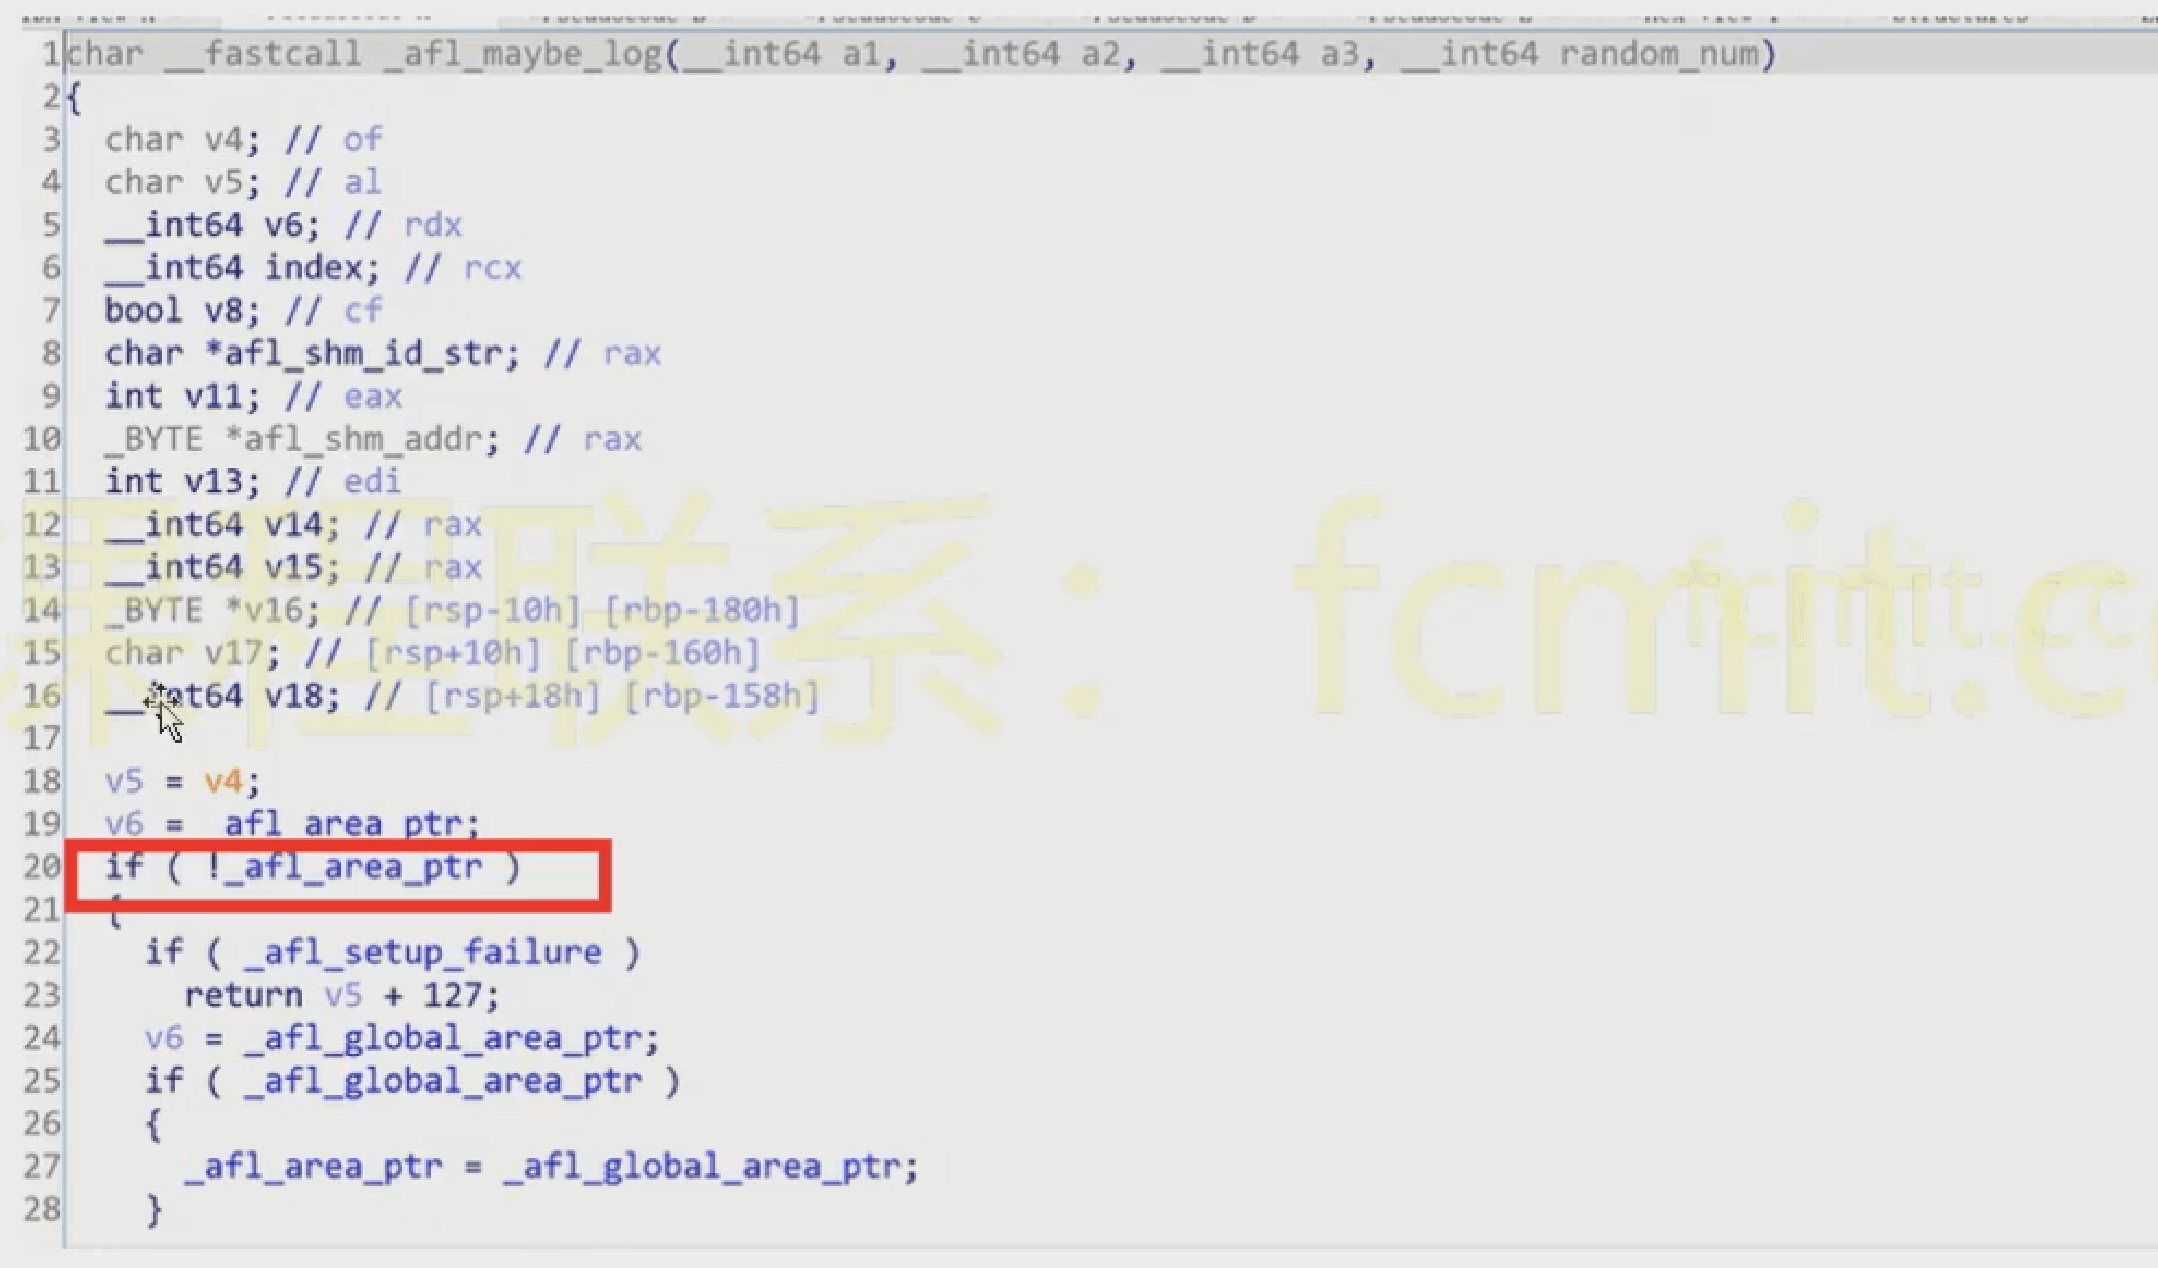 1 char __fastcall _afl_maybe_log(__int64 a1, __int64 a2, __int64 a3, __int64 random_num)
2 {
3 char v4; // of
4 char v5; // al
5 __int64 v6; // rdx
6 __int64 index; // rcx
7 bool v8; // cf
8 char *afl_shm_id_str; // rax
9 int v11; // eax
10 _BYTE *afl_shm_addr; // rax
11 int v13; // edi
12 __int64 v14; // rax
13 __int64 v15; // rax
14 _BYTE *v16; // [rsp-10h] [rbp-180h]
15 char v17; // [rsp+10h] [rbp-160h]
16 __int64 v18; // [rsp+18h] [rbp-158h]
17
18 v5 = v4;
19 v6 = _afl_area_ptr;
20 if ( !_afl_area_ptr )
21 {
22 if ( _afl_setup_failure )
23 return v5 + 127;
24 v6 = _afl_global_area_ptr;
25 if ( _afl_global_area_ptr )
26 {
27 _afl_area_ptr = _afl_global_area_ptr;
28 }
课程联系： fcmit.c